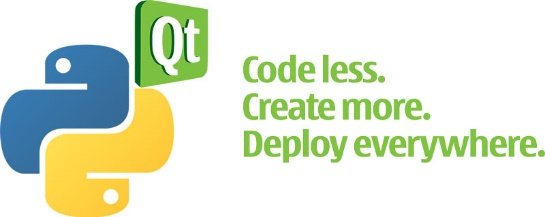 Qt
Code less.
Create more.
Deploy everywhere.